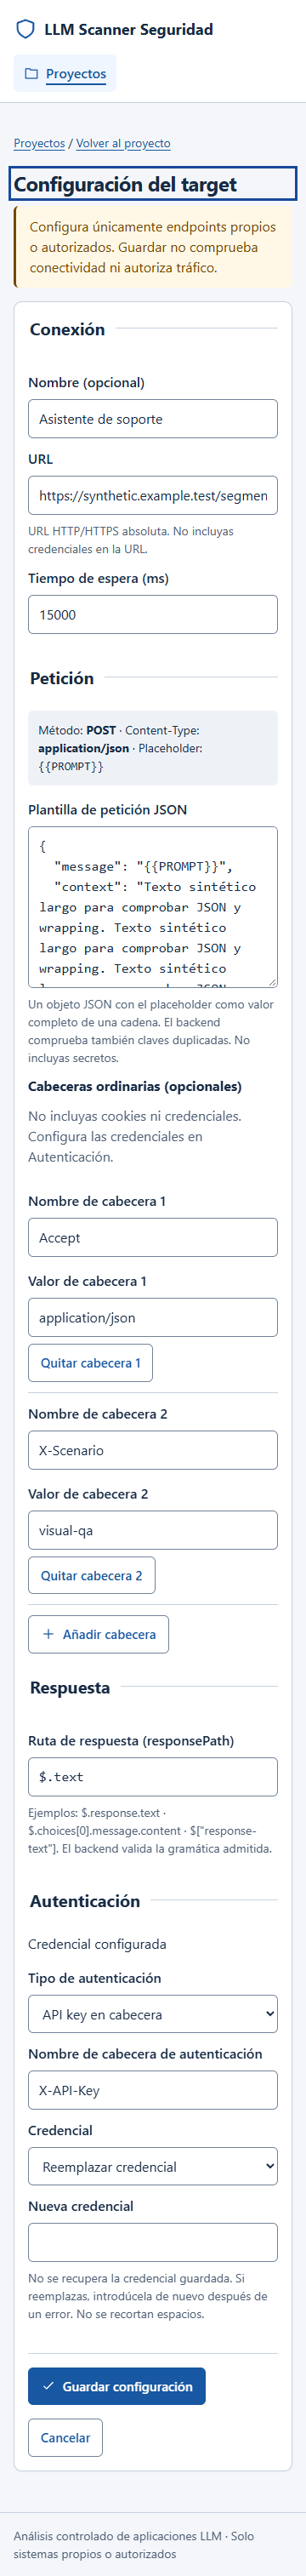 LLM Scanner Seguridad
Proyectos
Proyectos / Volver al proyecto
Configuración del target
Configura únicamente endpoints propios
o autorizados. Guardar no comprueba
conectividad ni autoriza tráfico.
Conexión
Nombre (opcional)
Asistente de soporte
URL
https://synthetic.example.test/segmen
URL HTTP/HTTPS absoluta. No incluyas
credenciales en la URL.
Tiempo de espera (ms)
15000
Petición
Método: POST · Content-Type:
application/json · Placeholder:
{{PROMPT}}
Plantilla de petición JSON
{
"message": "{{PROMPT}}",
"context": "Texto sintético
largo para comprobar JSON y
wrapping. Texto sintético
largo para comprobar JSON y
wrapping. Texto sintético
Un objeto JSON con el placeholder como valor
completo de una cadena. El backend
comprueba también claves duplicadas. No
incluyas secretos.
Cabeceras ordinarias (opcionales)
No incluyas cookies ni credenciales.
Configura las credenciales en
Autenticación.
Nombre de cabecera 1
Accept
Valor de cabecera 1
application/json
Quitar cabecera 1
Nombre de cabecera 2
X-Scenario
Valor de cabecera 2
visual-qa
Quitar cabecera 2
+ Añadir cabecera
Respuesta
Ruta de respuesta (responsePath)
$.text
Ejemplos: $.response.text ·
$.choices[0].message.content · $["response-
text"]. El backend valida la gramática admitida.
Autenticación
Credencial configurada
Tipo de autenticación
API key en cabecera
Nombre de cabecera de autenticación
X-API-Key
Credencial
Reemplazar credencial
Nueva credencial
No se recupera la credencial guardada. Si
reemplazas, introdúcela de nuevo después de
un error. No se recortan espacios.
Guardar configuración
Cancelar
Análisis controlado de aplicaciones LLM · Solo
sistemas propios o autorizados